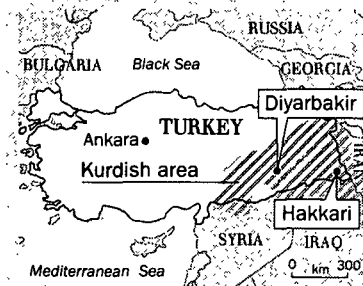 RUSSIA
BULGARIA
Black Sea
GEORGIA
Diyarbakir
Ankara
TURKEY
Kurdish area
Hakkari
SYRIA
IRAQ
Mediterranean Sea
0 km 300